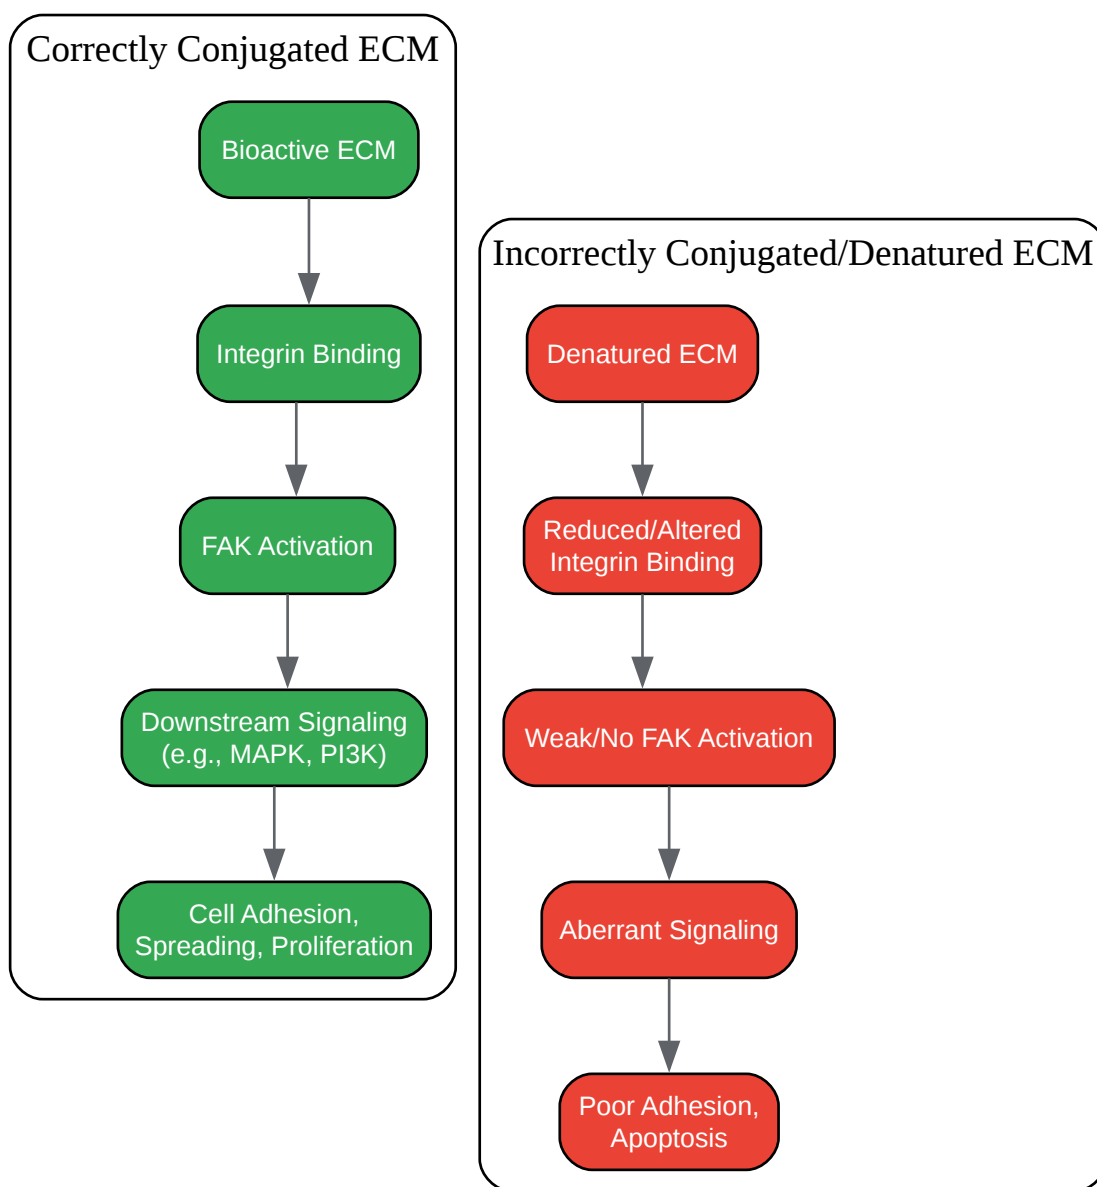 Correctly Conjugated ECM
Bioactive ECM
Integrin Binding
FAK Activation
Downstream Signaling
(e.g., MAPK, PI3K)
Cell Adhesion,
Spreading, Proliferation
Incorrectly Conjugated/Denatured ECM
Denatured ECM
Reduced/Altered
Integrin Binding
Weak/No FAK Activation
Aberrant Signaling
Poor Adhesion,
Apoptosis